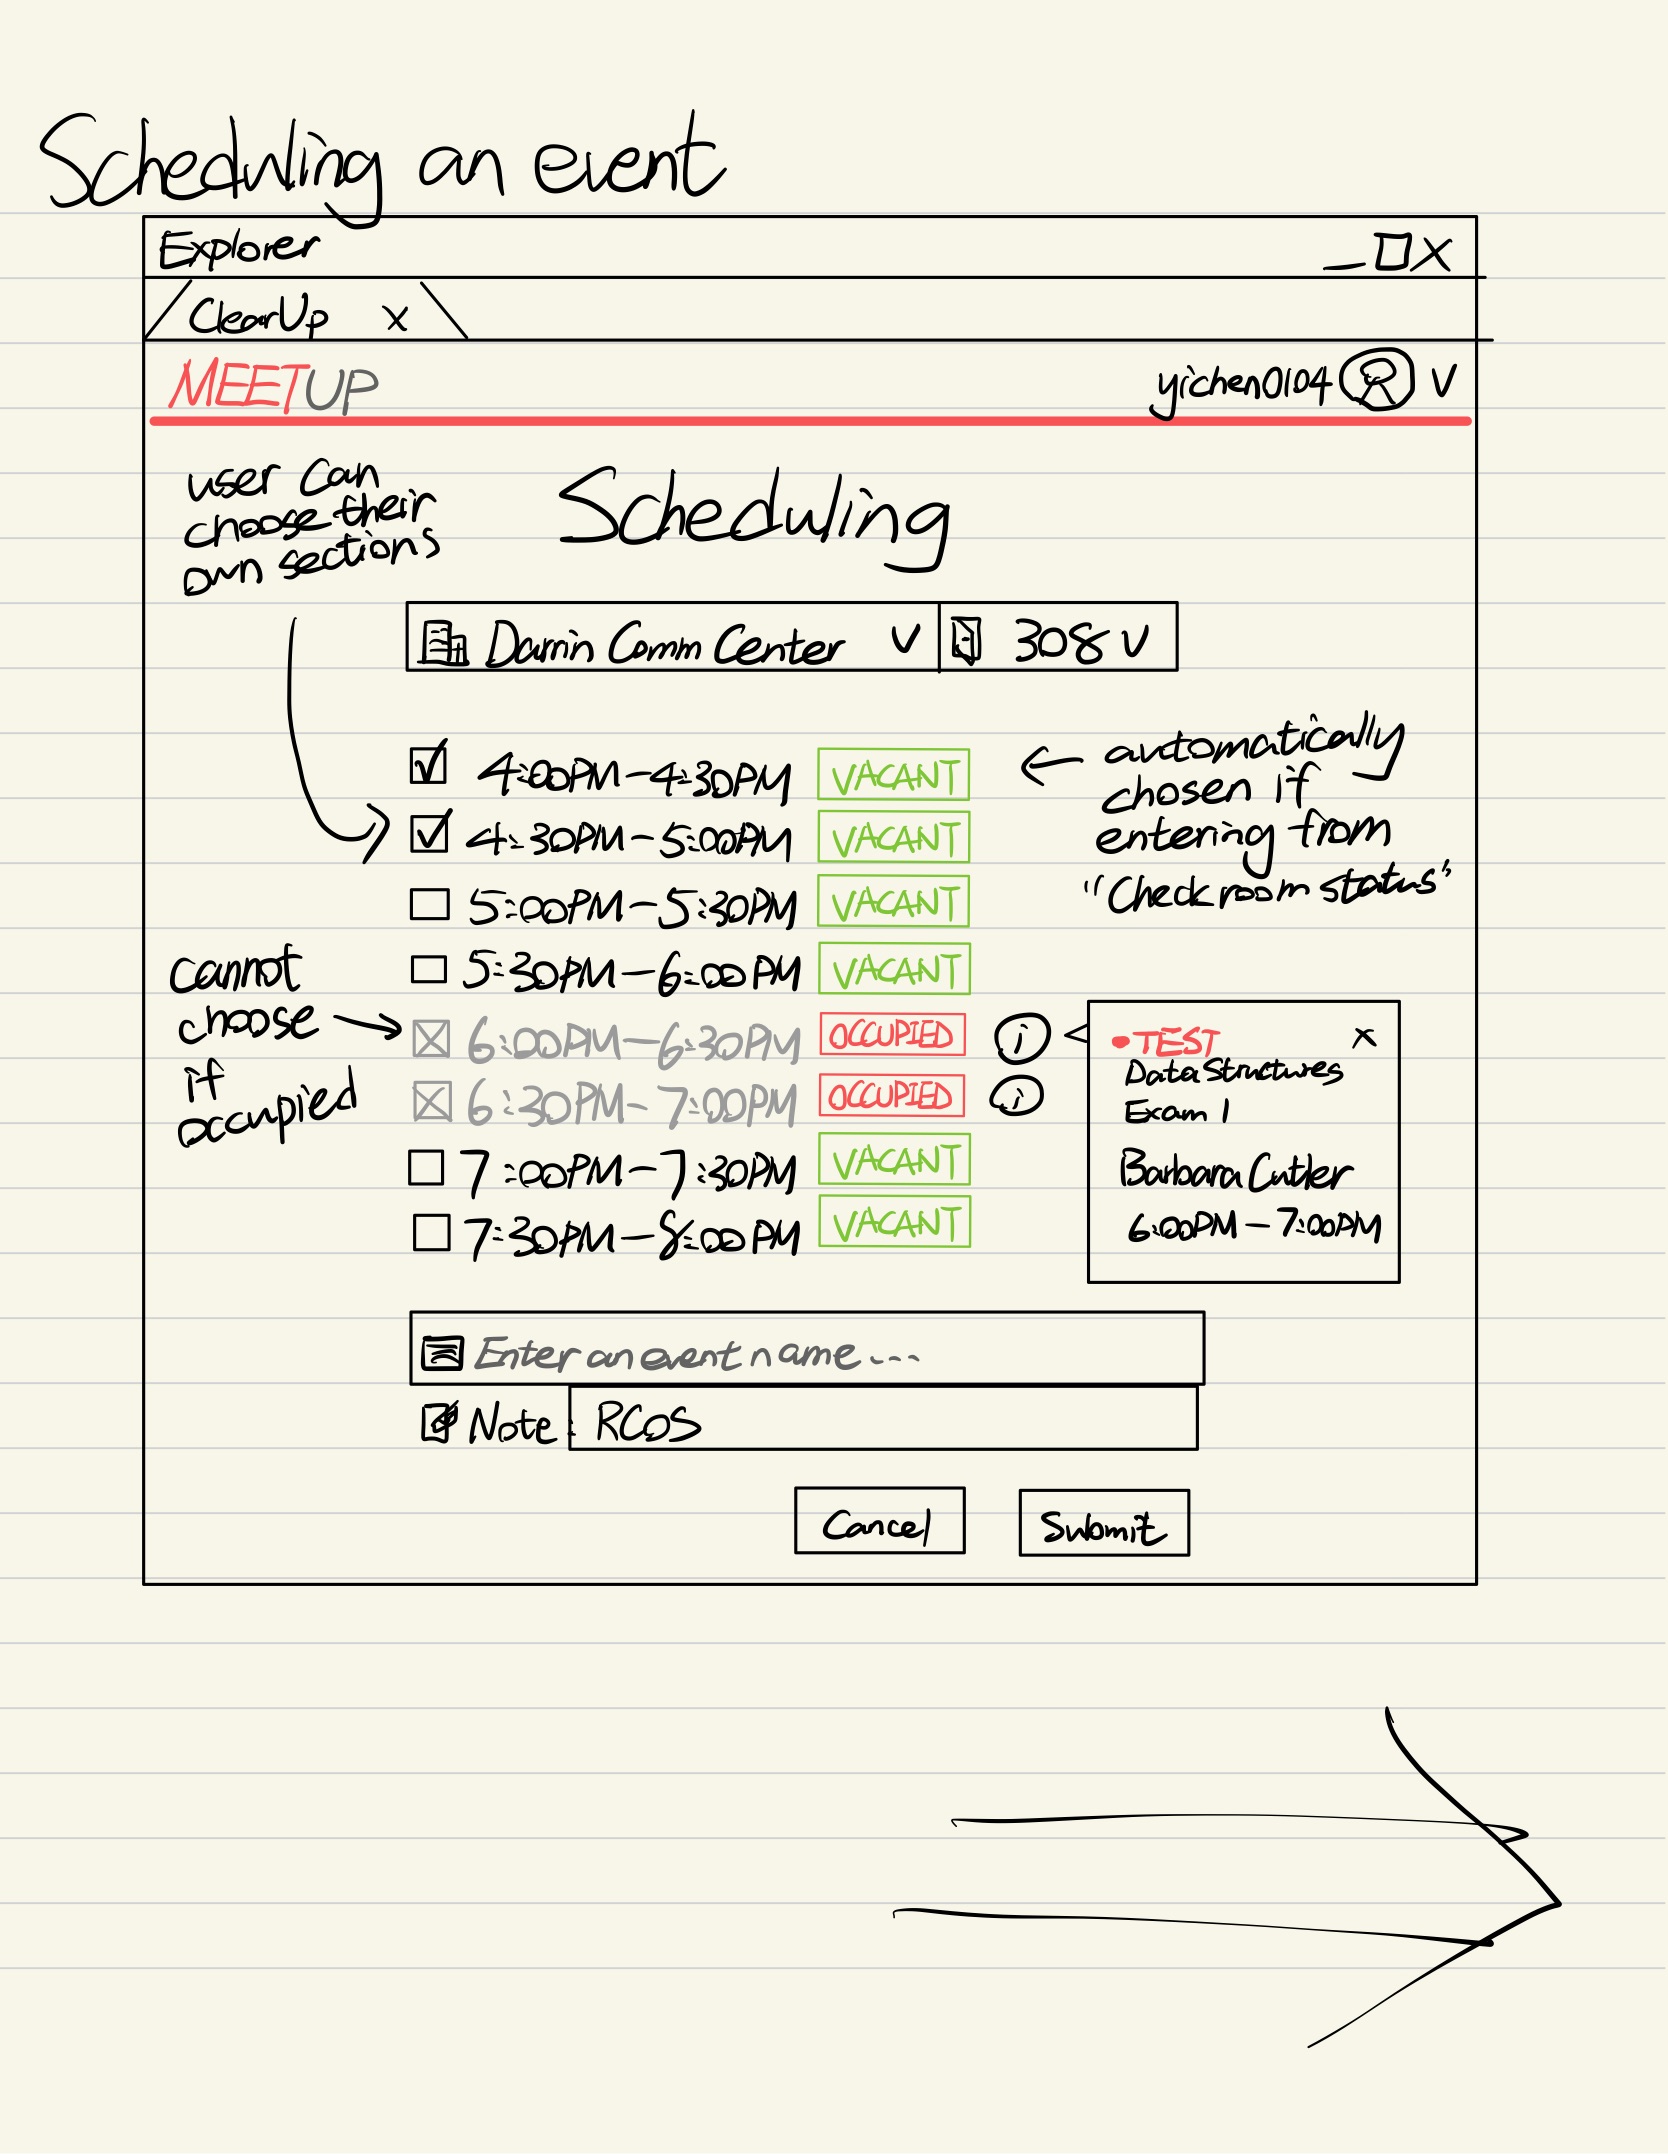 Scheduling an event
Explorer
ClearUp x
MEETUP
yichen0104
user can
choose their
own sections
Scheduling
Darrin Comm Center
308
4:00PM-4:30PM VACANT
4:30PM-5:00PM VACANT
5:00PM-5:30PM VACANT
5:30PM-6:00PM VACANT
6:00PM-6:30PM OCCUPIED i
6:30PM-7:00PM OCCUPIED i
7:00PM-7:30PM VACANT
7:30PM-8:00PM VACANT
automatically
chosen if
entering from
"Check room status"
cannot
choose
if
occupied
TEST x
Data Structures
Exam 1
Barbara Cutler
6:00PM-7:00PM
Enter an event name...
Note: RCOS
Cancel
Submit